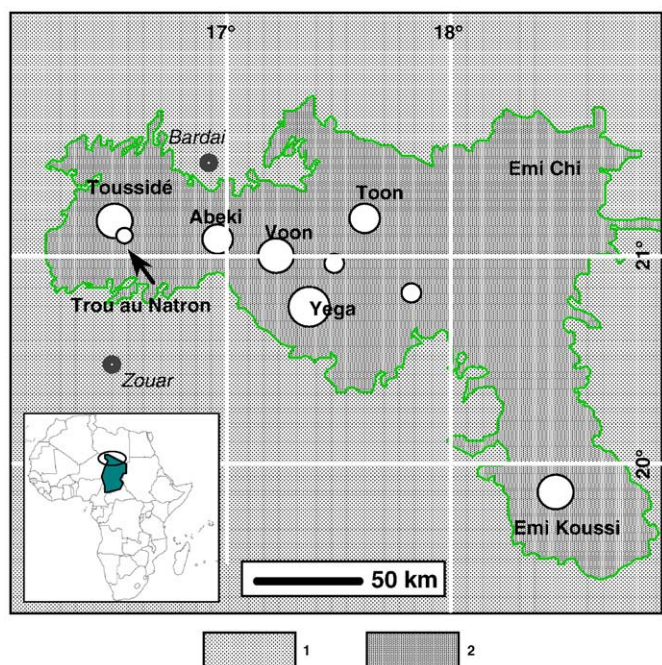 17° 18°
Bardai
Emi Chi
Toussidé
Toon
Abeki
Voon
21°
Trou au Natron
Yega
Zouar
20°
Emi Koussi
50 km
1 2